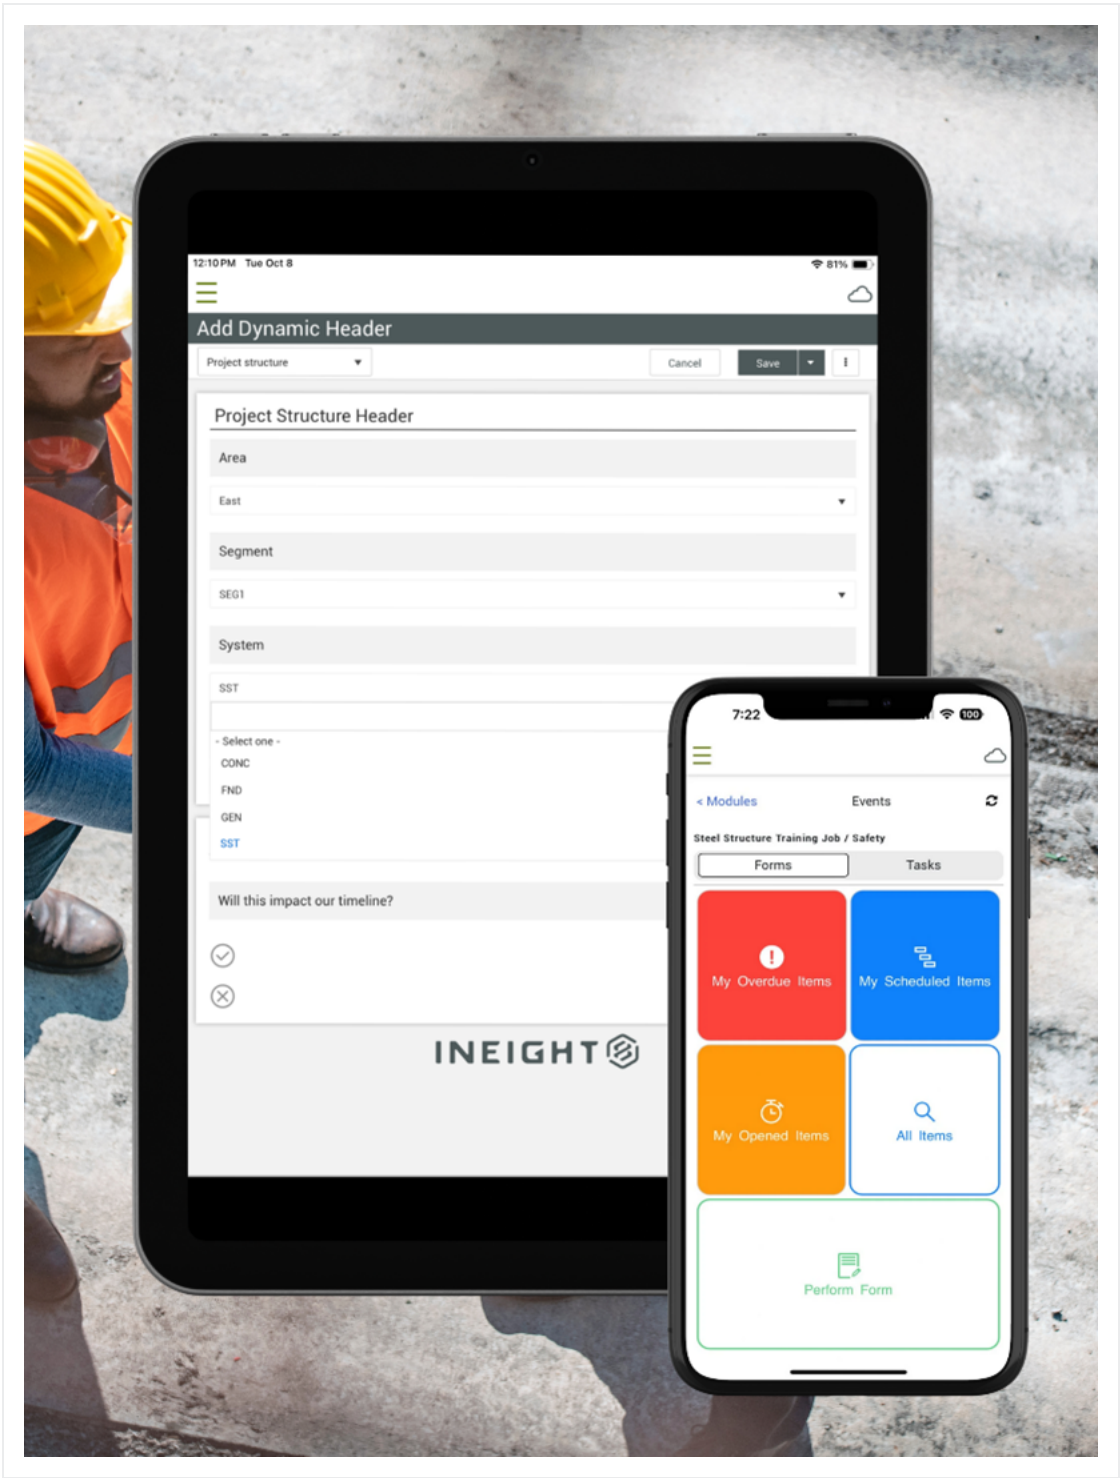 12:10 PM Tue Oct 8
81%
Add Dynamic Header
Project structure
Cancel
Save
Project Structure Header
Area
East
Segment
SEG1
System
SST
- Select one -
CONC
FND
GEN
SST
Will this impact our timeline?
INEIGHT
7:22
100
< Modules
Events
Steel Structure Training Job / Safety
Forms
Tasks
My Overdue Items
My Scheduled Items
My Opened Items
All Items
Perform Form